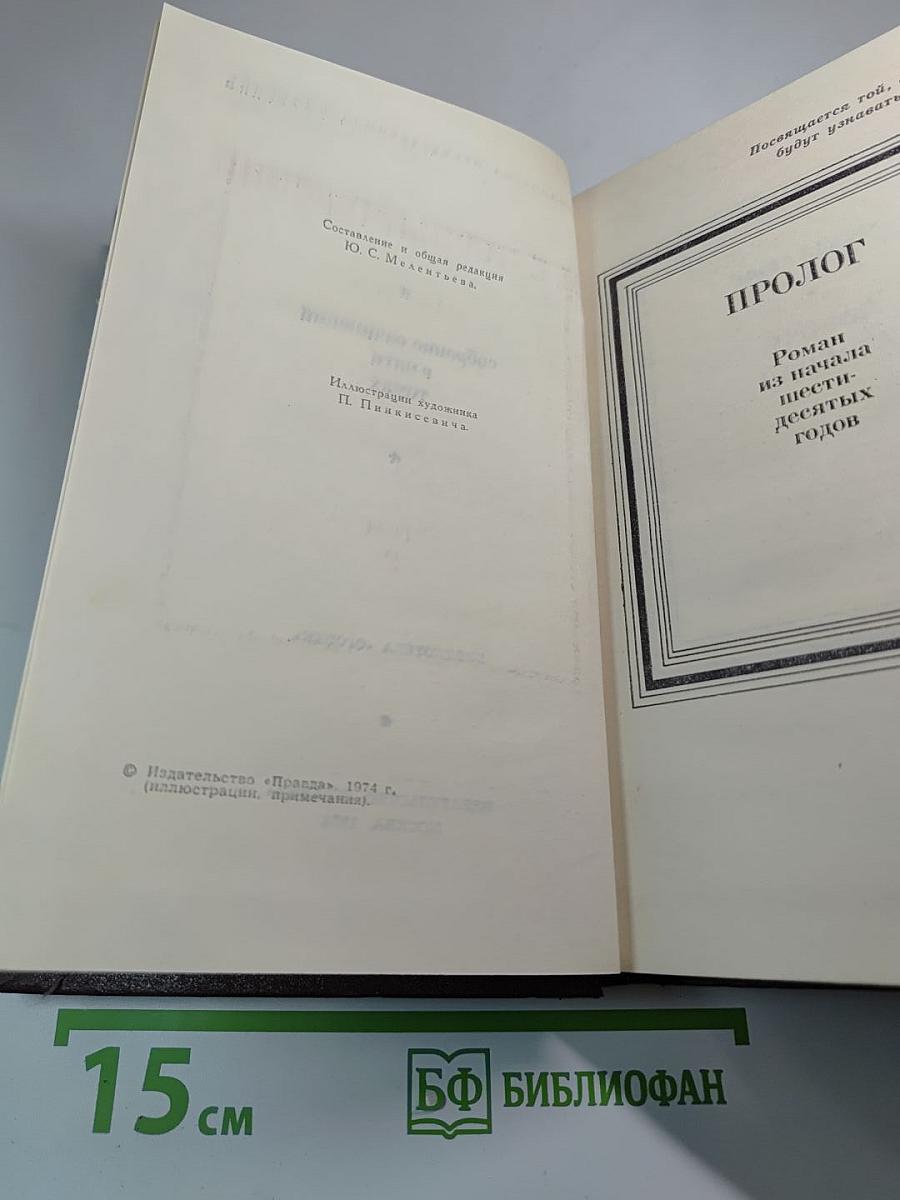 Составление и общая редакция
Ю. С. Мелентьева.
Иллюстрации художника
П. Пинкисевича.
© Издательство «Правда». 1974 г.
(иллюстрации, примечания).
Посвящается той,
будут узнавать
ПРОЛОГ
Роман
из начала
шести-
десятых
годов
15 см
БФ БИБЛИОФАН